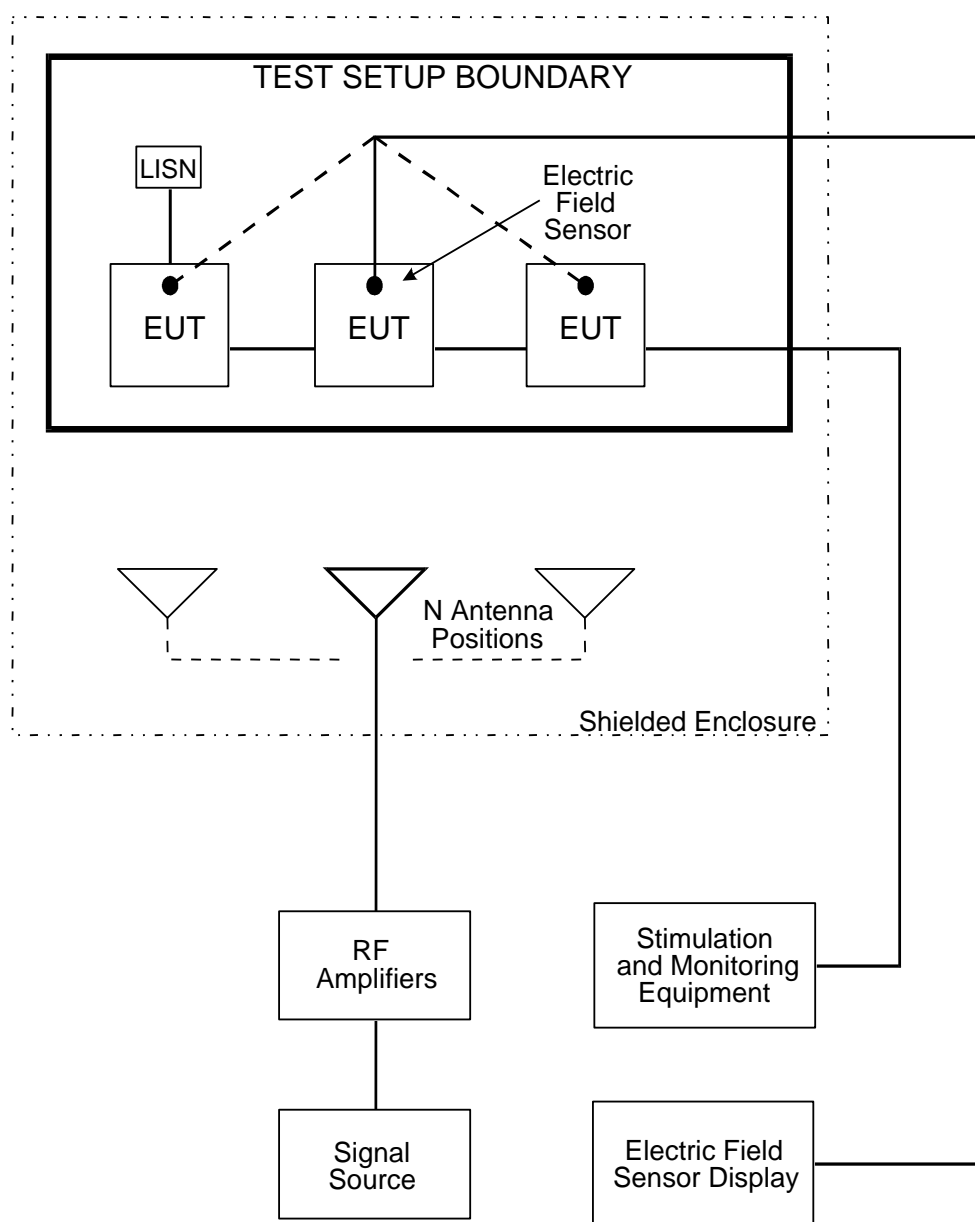 TEST SETUP BOUNDARY
LISN
Electric
Field
Sensor
EUT
EUT
EUT
N Antenna
Positions
Shielded Enclosure
RF
Amplifiers
Stimulation
and Monitoring
Equipment
Signal
Source
Electric Field
Sensor Display